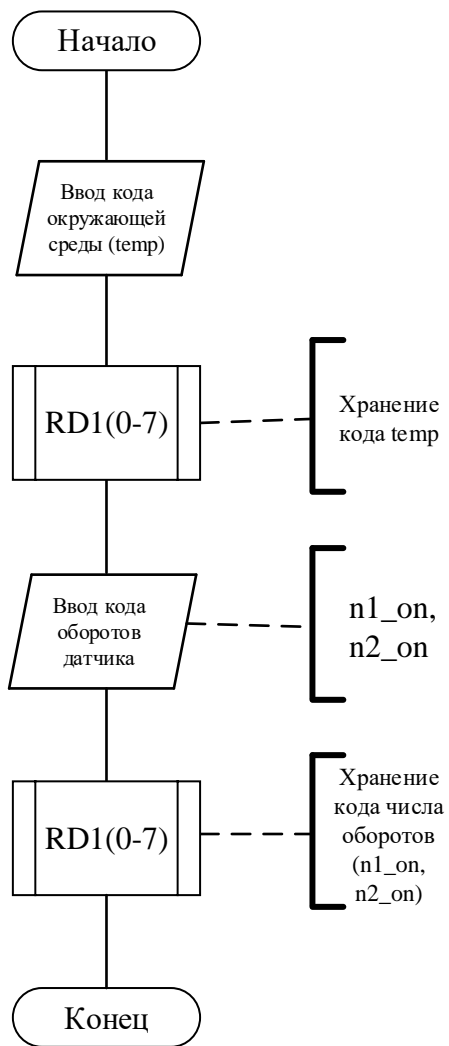 Начало
Ввод кода
окружающей
среды (temp)
RD1(0-7)
Хранение
кода temp
Ввод кода
оборотов
датчика
n1_on,
n2_on
RD1(0-7)
Хранение
кода числа
оборотов
(n1_on,
n2_on)
Конец